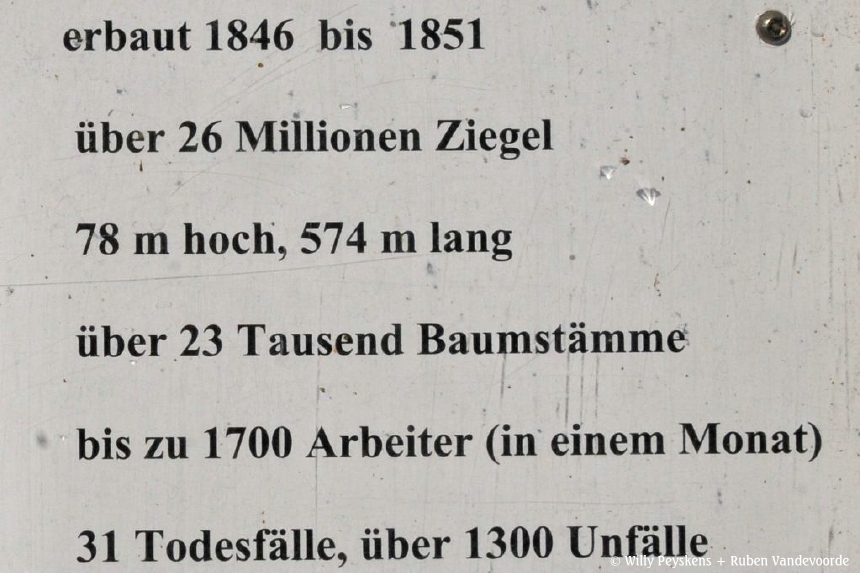 erbaut 1846 bis 1851
über 26 Millionen Ziegel
78 m hoch, 574 m lang
über 23 Tausend Baumstämme
bis zu 1700 Arbeiter (in einem Monat)
31 Todesfälle, über 1300 Unfälle
© Willy Peyskens + Ruben Vandevoorde